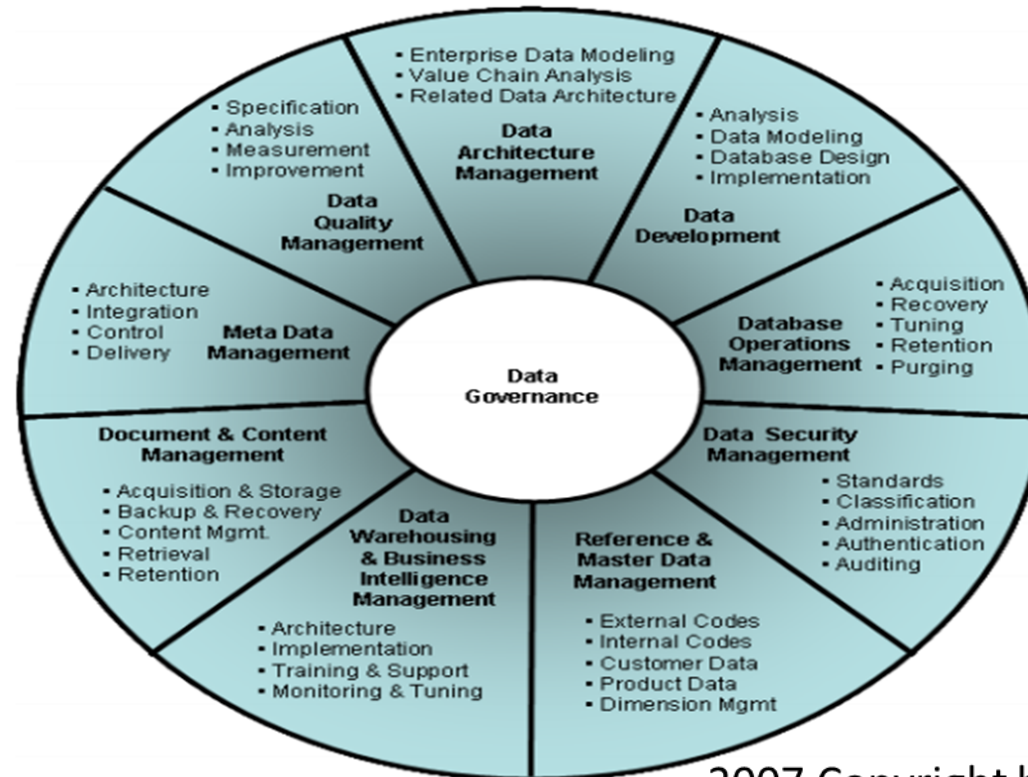 ▪ Enterprise Data Modeling
▪ Value Chain Analysis
▪ Related Data Architecture
Data
Architecture
Management
▪ Analysis
▪ Data Modeling
▪ Database Design
▪ Implementation
Data
Development
▪ Acquisition
▪ Recovery
▪ Tuning
▪ Retention
▪ Purging
Database
Operations
Management
Data Security
Management
▪ Standards
▪ Classification
▪ Administration
▪ Authentication
▪ Auditing
Reference &
Master Data
Management
▪ External Codes
▪ Internal Codes
▪ Customer Data
▪ Product Data
▪ Dimension Mgmt
Data
Warehousing
& Business
Intelligence
Management
▪ Architecture
▪ Implementation
▪ Training & Support
▪ Monitoring & Tuning
Document & Content
Management
▪ Acquisition & Storage
▪ Backup & Recovery
▪ Content Mgmt.
▪ Retrieval
▪ Retention
▪ Architecture
▪ Integration
▪ Control
▪ Delivery
Meta Data
Management
▪ Specification
▪ Analysis
▪ Measurement
▪ Improvement
Data
Quality
Management
Data
Governance
2007 Copyright